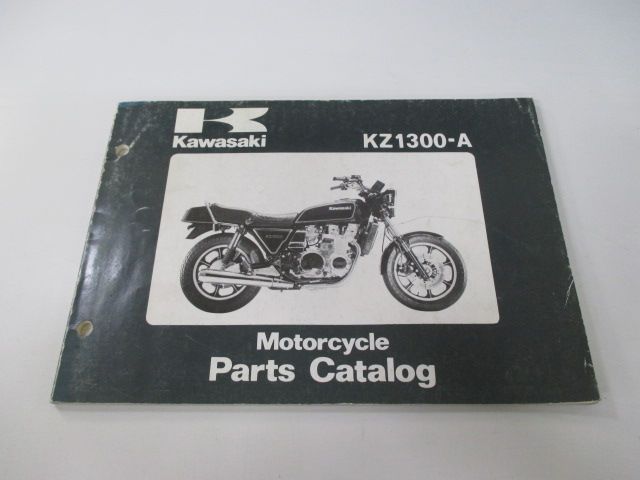 Kawasaki
KZ1300-A
Kawasaki
Motorcycle
Parts Catalog